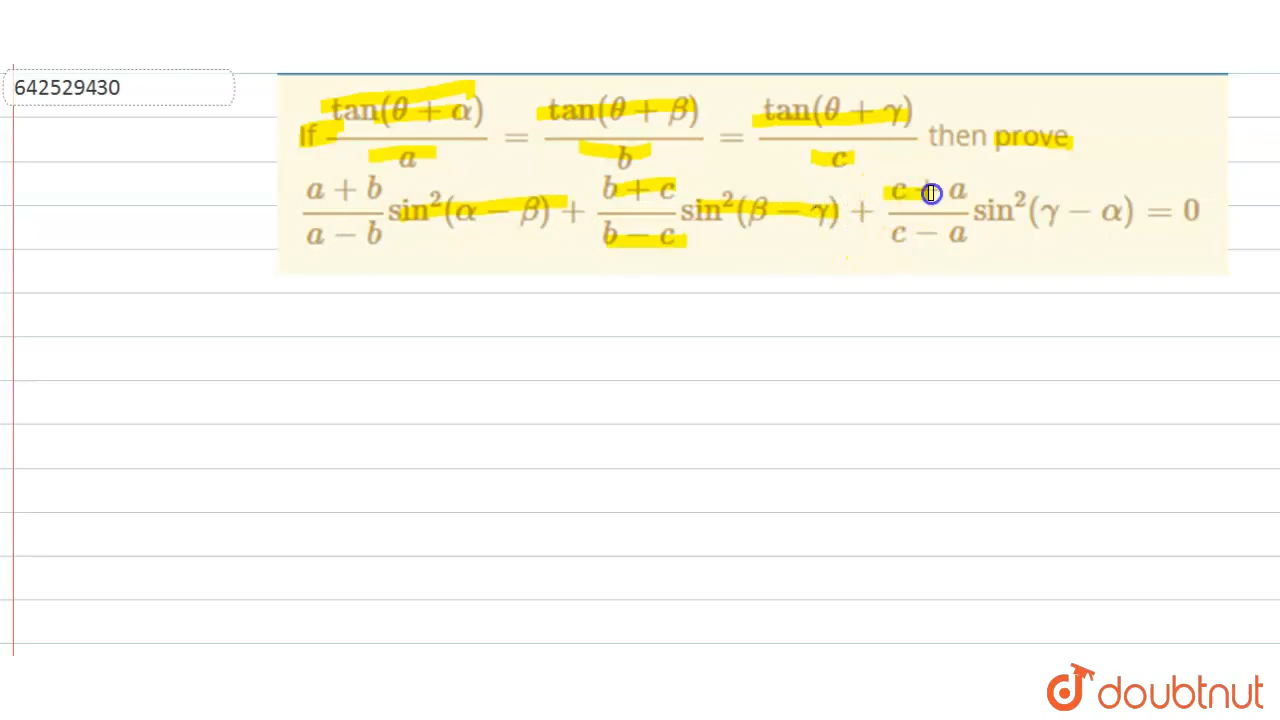 642529430
If tan(θ + α)/a = tan(θ + β)/b = tan(θ + γ)/c then prove
(a + b)/(a − b) sin²(α − β) + (b + c)/(b − c) sin²(β − γ) + (c + a)/(c − a) sin²(γ − α) = 0
doubtnut